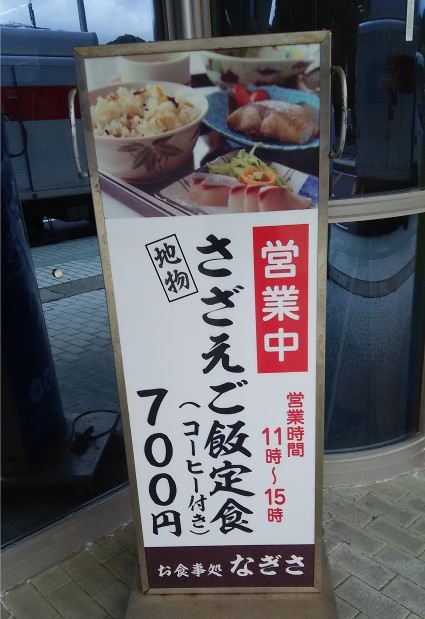 営業中
営業時間
11時〜15時
地物
さざえご飯定食
(コーヒー付き)
700円
お食事処 なぎさ